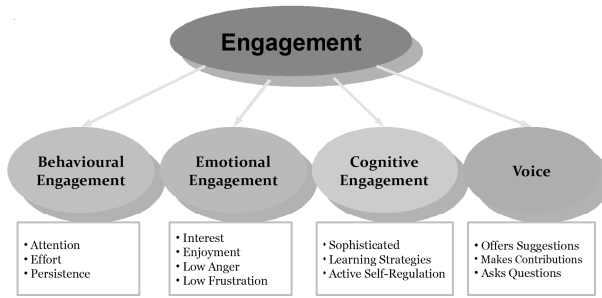 Engagement
Behavioural
Engagement
Emotional
Engagement
Cognitive
Engagement
Voice
• Attention
• Effort
• Persistence
• Interest
• Enjoyment
• Low Anger
• Low Frustration
• Sophisticated
• Learning Strategies
• Active Self-Regulation
• Offers Suggestions
• Makes Contributions
• Asks Questions